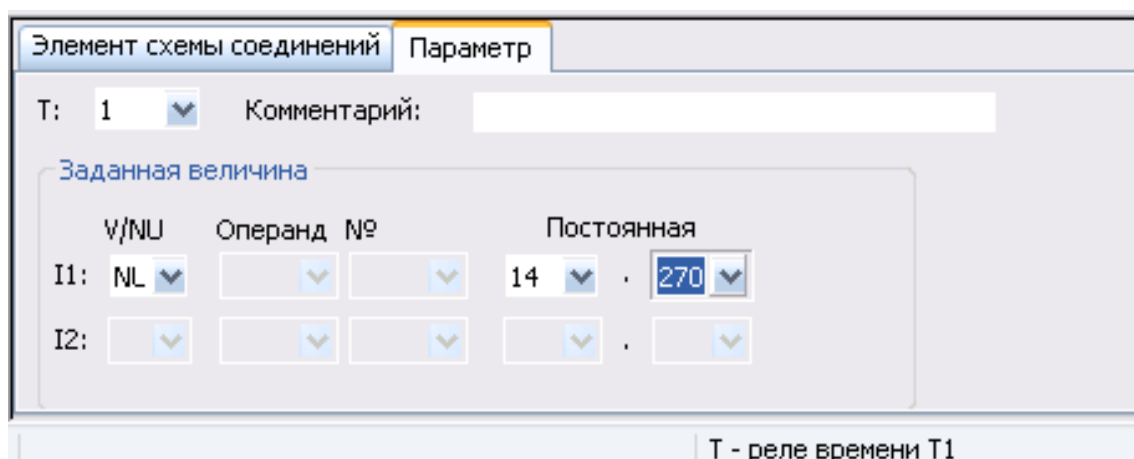 Элемент схемы соединений Параметр
T: 1 Комментарий:
Заданная величина
V/NU Операнд № Постоянная
I1: NL 14 . 270
I2: .
T - реле времени T1